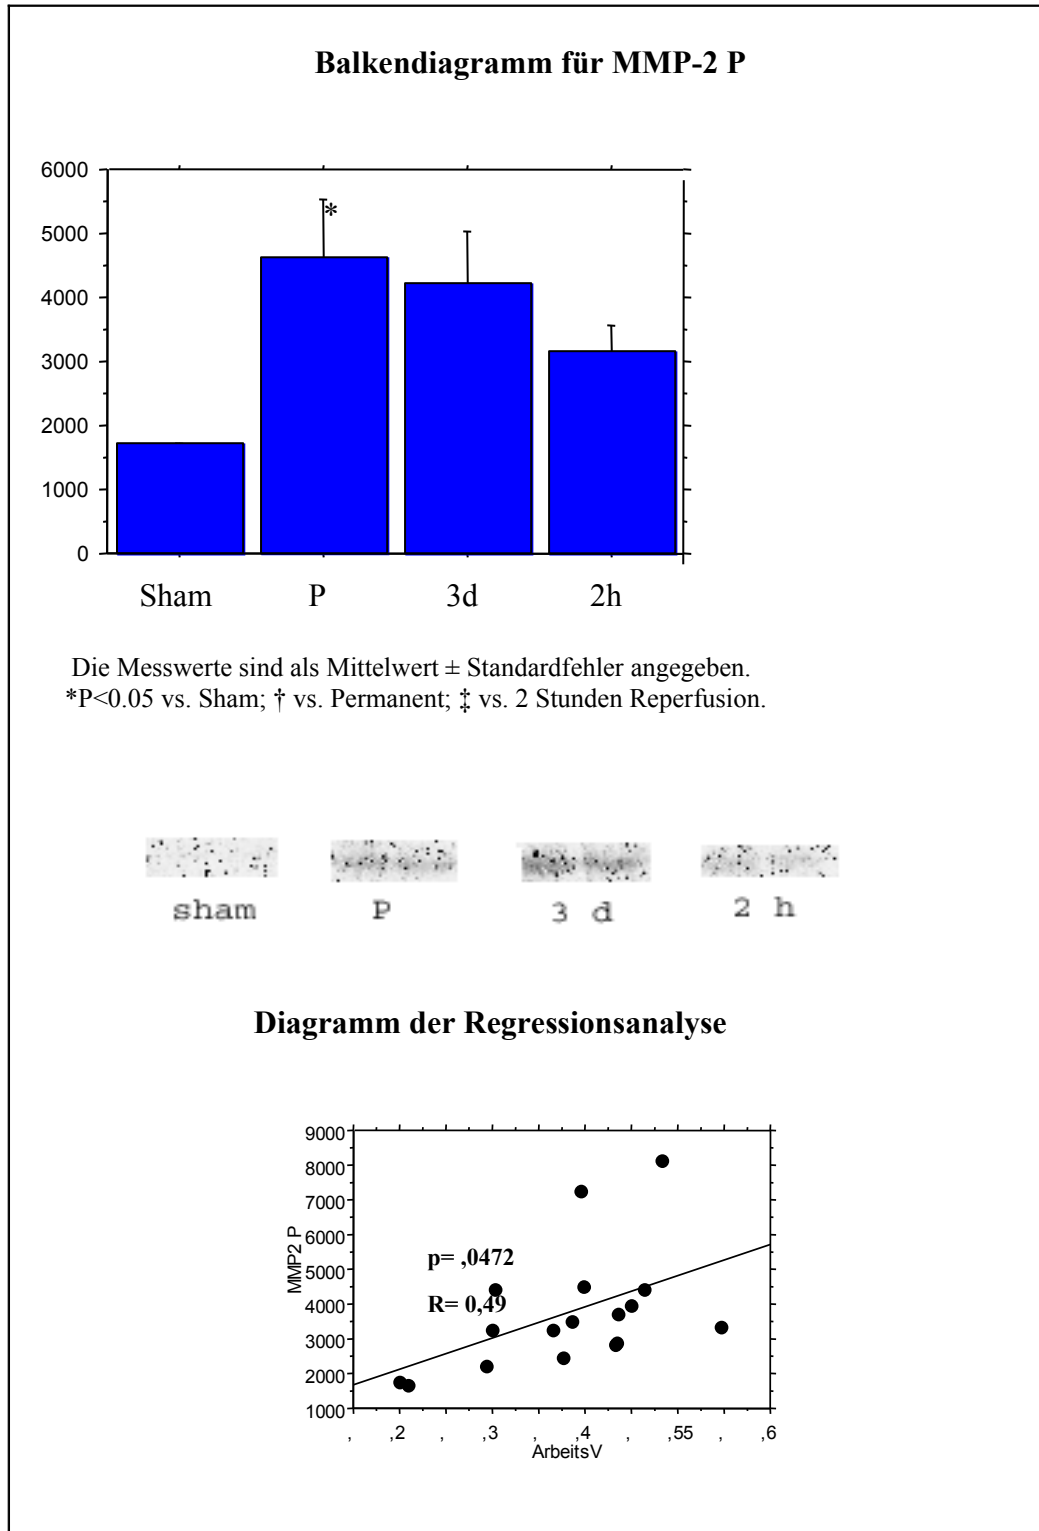 Balkendiagramm für MMP-2 P
6000
5000
4000
3000
2000
1000
0
*
Sham P 3d 2h
Die Messwerte sind als Mittelwert ± Standardfehler angegeben.
*P<0.05 vs. Sham; † vs. Permanent; ‡ vs. 2 Stunden Reperfusion.
sham P 3 d 2 h
Diagramm der Regressionsanalyse
MMP2 P
9000
8000
7000
6000
5000
4000
3000
2000
1000
p= ,0472
R= 0,49
, ,2 , ,3 , ,4 , ,55 , ,6
ArbeitsV